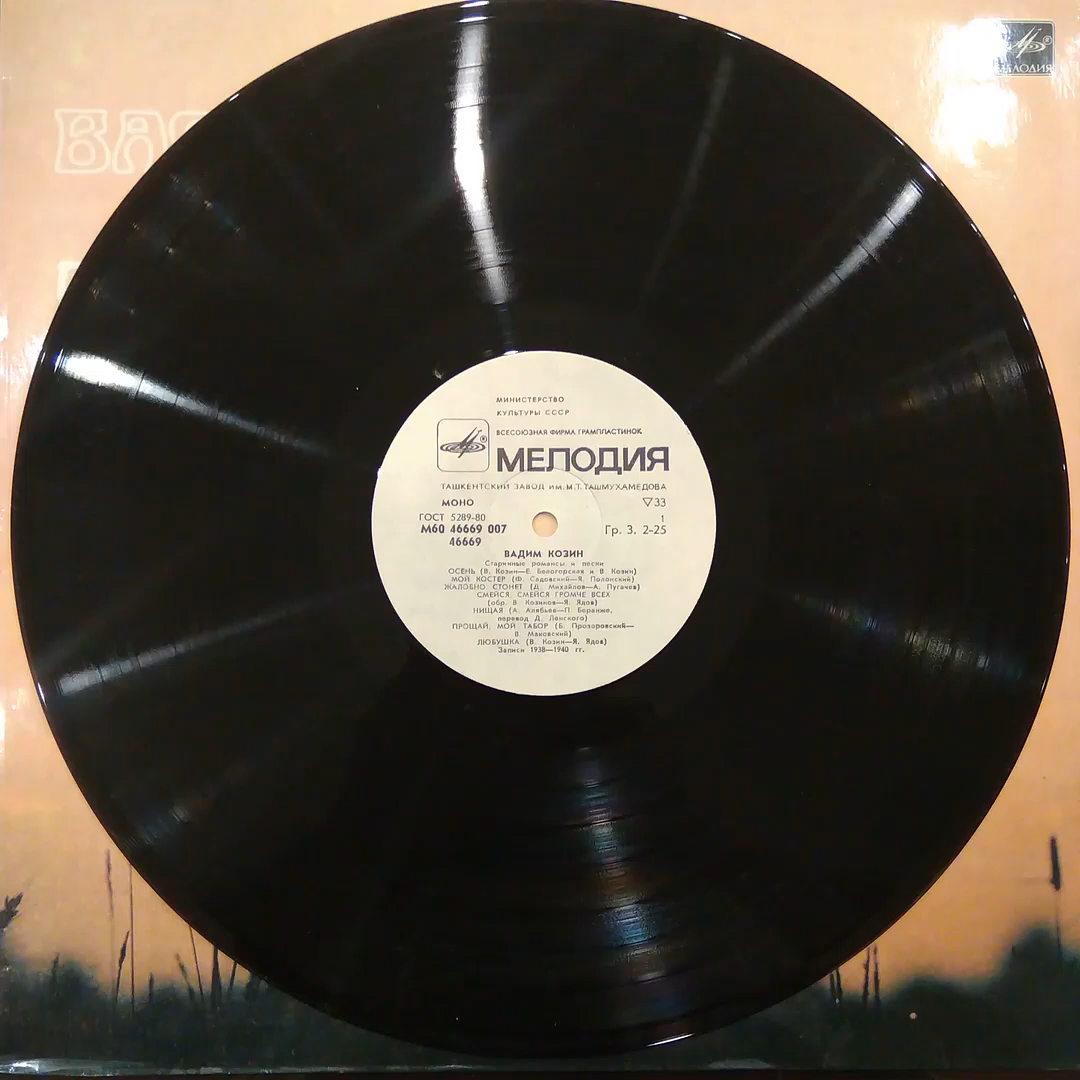 ВА
МЕЛОДИЯ
МИНИСТЕРСТВО
КУЛЬТУРЫ СССР
ВСЕСОЮЗНАЯ ФИРМА ГРАМПЛАСТИНОК
МЕЛОДИЯ
ТАШКЕНТСКИЙ ЗАВОД ИМ. М.Т. ТАШМУХАМЕДОВА
МОНО ▽33
ГОСТ 5289-80 1
М60 46669 007 Гр. 3. 2-25
46669
ВАДИМ КОЗИН
Старинные романсы и песни
ОСЕНЬ (В. Козин—Е. Белогорская и В. Козин)
МОЙ КОСТЕР (Ф. Садовский—Я. Полонский)
ЖАЛОБНО СТОНЕТ (Д. Михайлов—А. Пугачев)
СМЕЙСЯ, СМЕЙСЯ ГРОМЧЕ ВСЕХ
(обр. В. Козинов—Я. Ядов)
НИЩАЯ (А. Алябьев—П. Беранже,
перевод Д. Ленского)
ПРОЩАЙ, МОЙ ТАБОР (Б. Прозоровский—
В. Маковский)
ЛЮБУШКА (В. Козин—Я. Ядов)
Записи 1938—1940 гг.